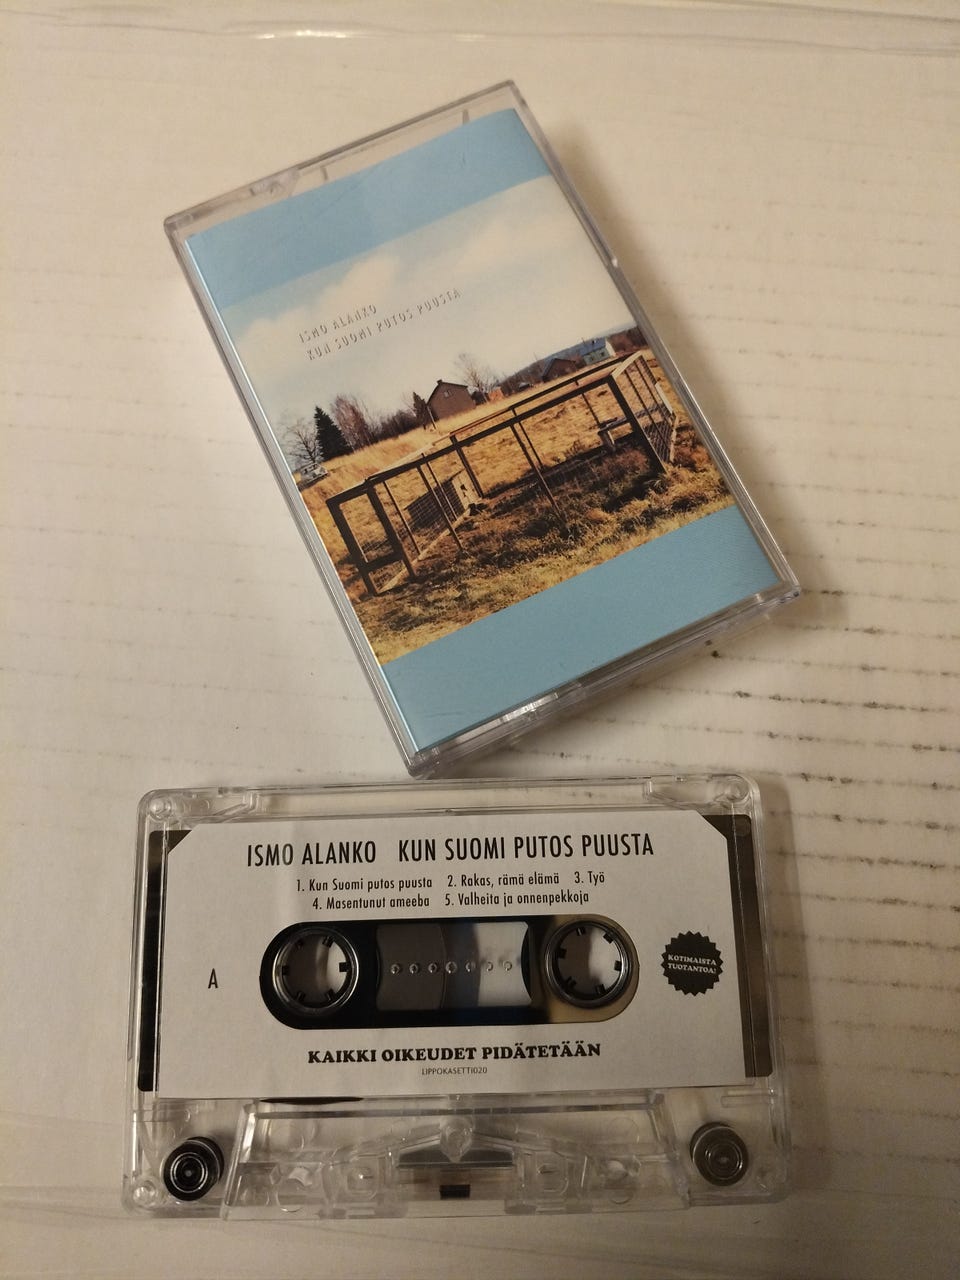 ISMO ALANKO
KUN SUOMI PUTOS PUUSTA
ISMO ALANKO KUN SUOMI PUTOS PUUSTA
1. Kun Suomi putos puusta 2. Rakas, rämä elämä 3. Työ
4. Masentunut ameeba 5. Valheita ja onnenpekkoja
A
KOTIMAISTA
TUOTANTOA!
KAIKKI OIKEUDET PIDÄTETÄÄN
LIPPOKASETTI020